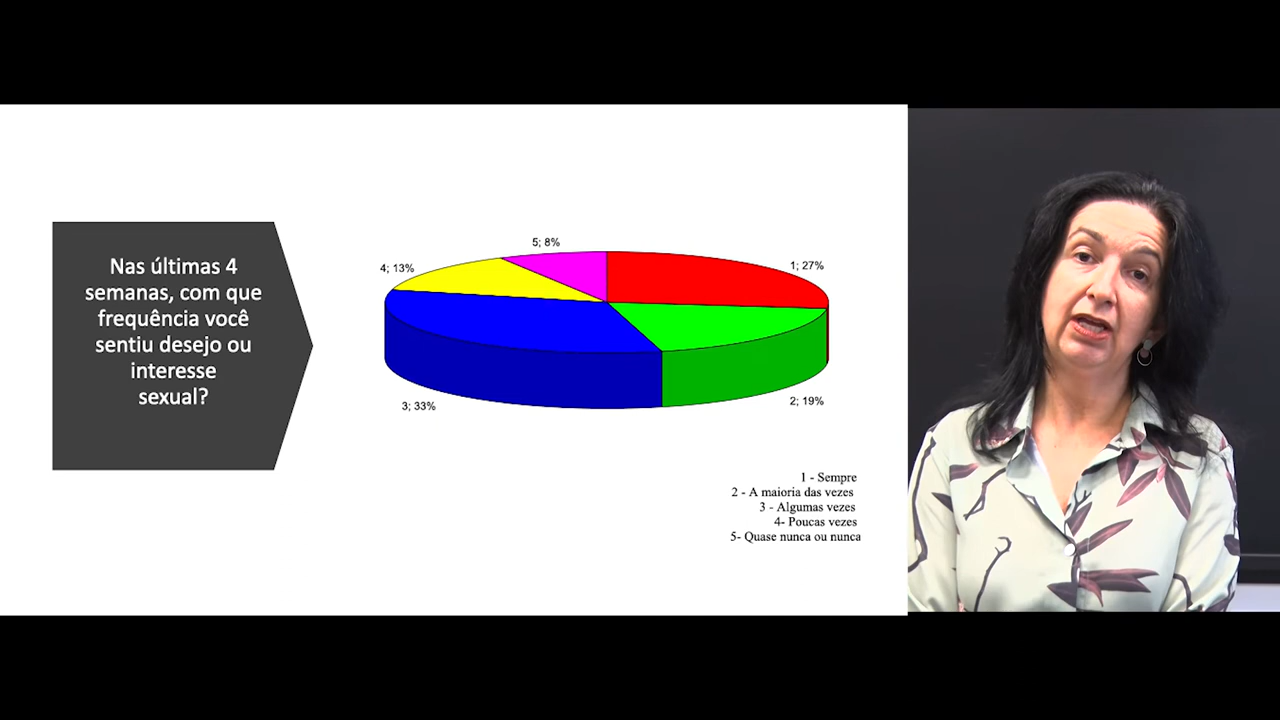 Nas últimas 4
semanas, com que
frequência você
sentiu desejo ou
interesse
sexual?
5; 8%
4; 13%
1; 27%
3; 33%
2; 19%
1 - Sempre
2 - A maioria das vezes
3 - Algumas vezes
4- Poucas vezes
5- Quase nunca ou nunca